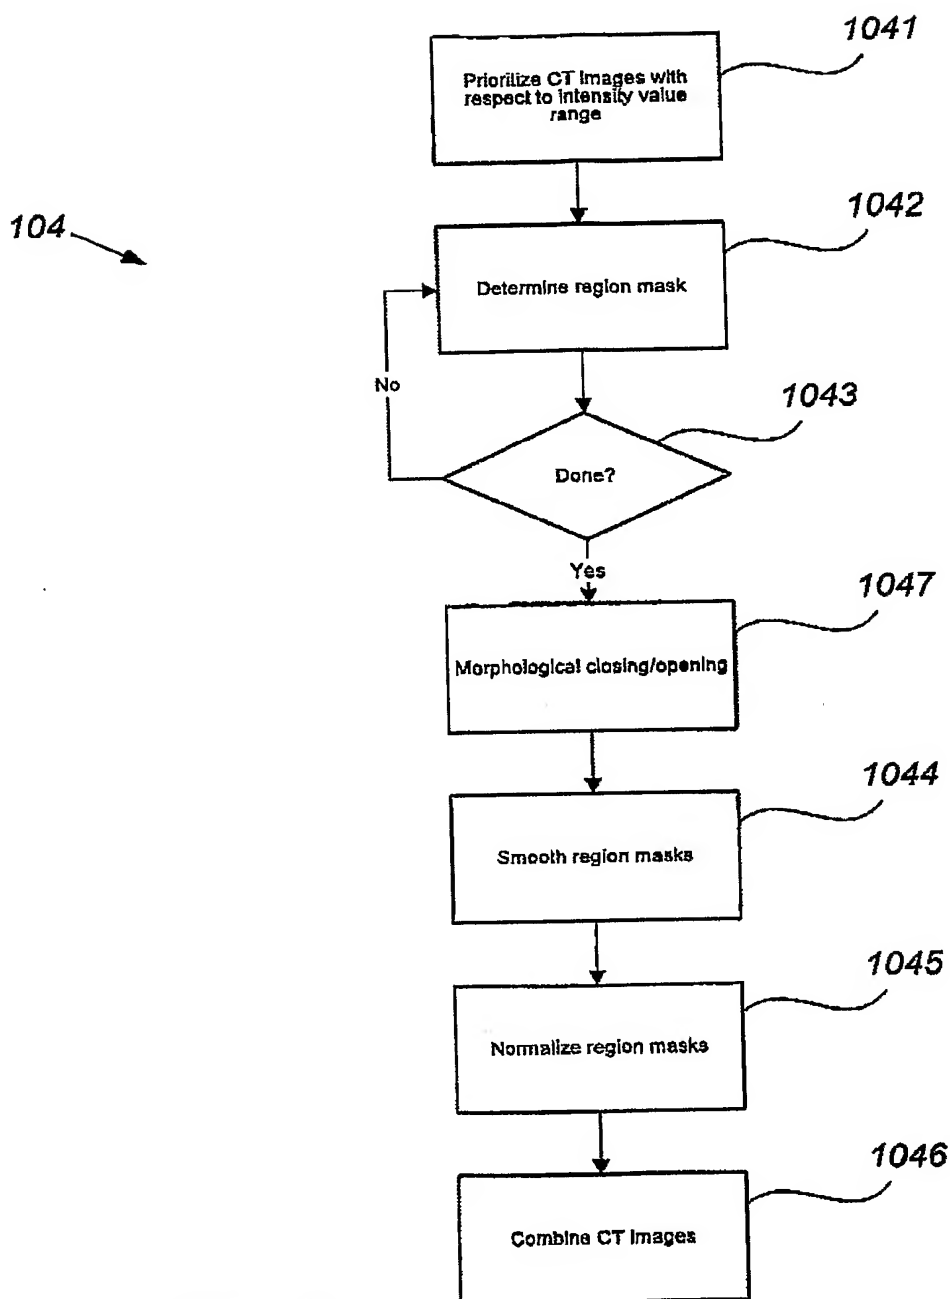 1041
Prioritize CT images with
respect to intensity value
range
1042
104
Determine region mask
No
1043
Done?
Yes
1047
Morphological closing/opening
1044
Smooth region masks
1045
Normalize region masks
1046
Combine CT images